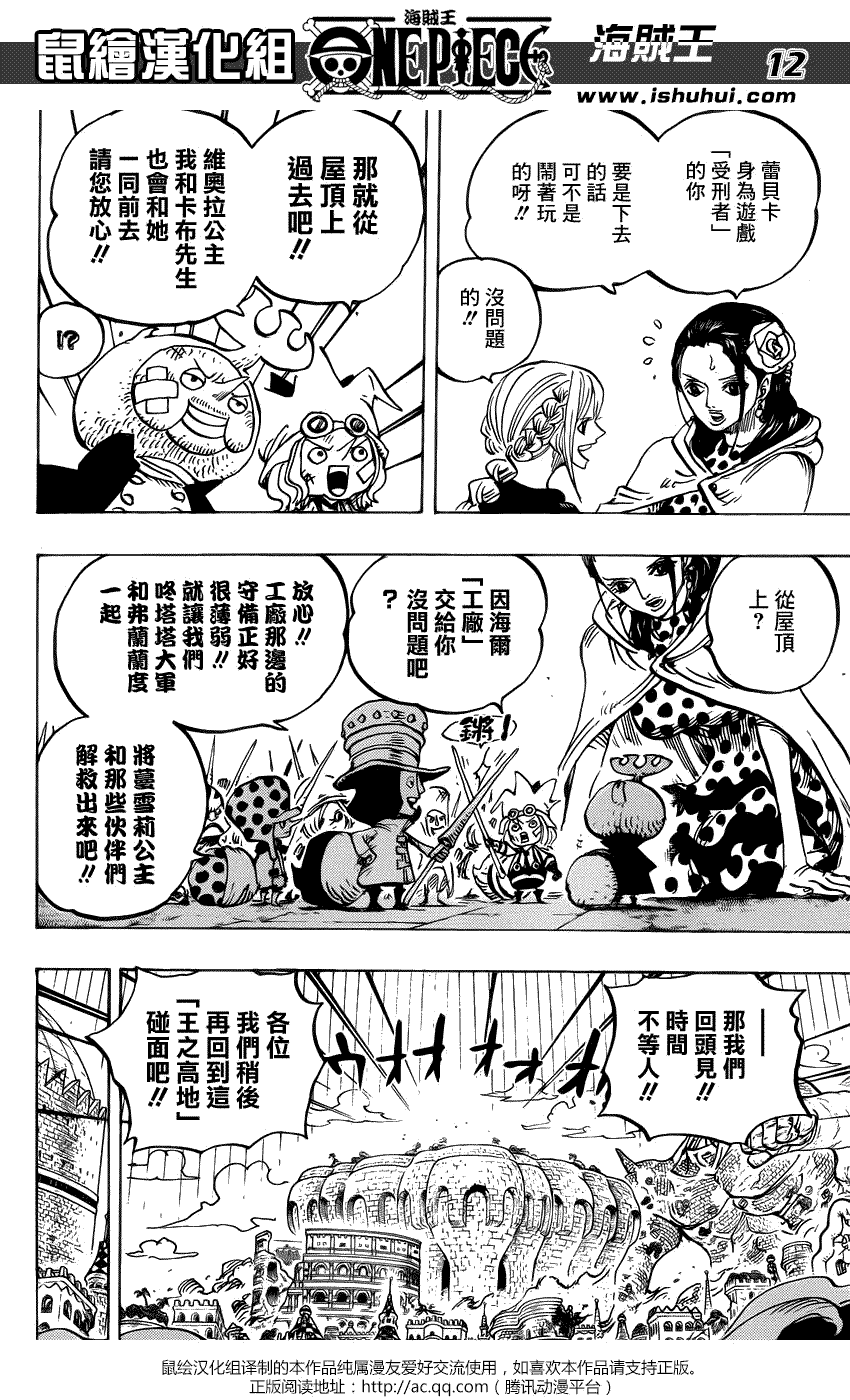 鼠繪漢化組
海賊王
ONE PIECE
海賊王
12
www.ishuhui.com
蕾貝卡
身為遊戲
「受刑者」
的你
要是下去
的話
可不是
鬧著玩
的呀!!
沒問題
的!!
那就從
屋頂上
過去吧!!
維奧拉公主
我和卡布先生
也會和她
一同前去
請您放心!!
!?
從屋頂
上?
因海爾
「工廠」
交給你
沒問題吧
?
鏘!
放心!!
工廠那邊的
守備正好
很薄弱!!
就讓我們
咚塔塔大軍
和弗蘭蘭度
一起
將蔓雪莉公主
和那些伙伴們
解救出來吧!!
——
那我們
回頭見!!
時間
不等人!!
各位
我們稍後
再回到這
「王之高地」
碰面吧!!
ウォォォ
鼠绘汉化组译制的本作品纯属漫友爱好交流使用，如喜欢本作品请支持正版。
正版阅读地址：http://ac.qq.com（腾讯动漫平台）